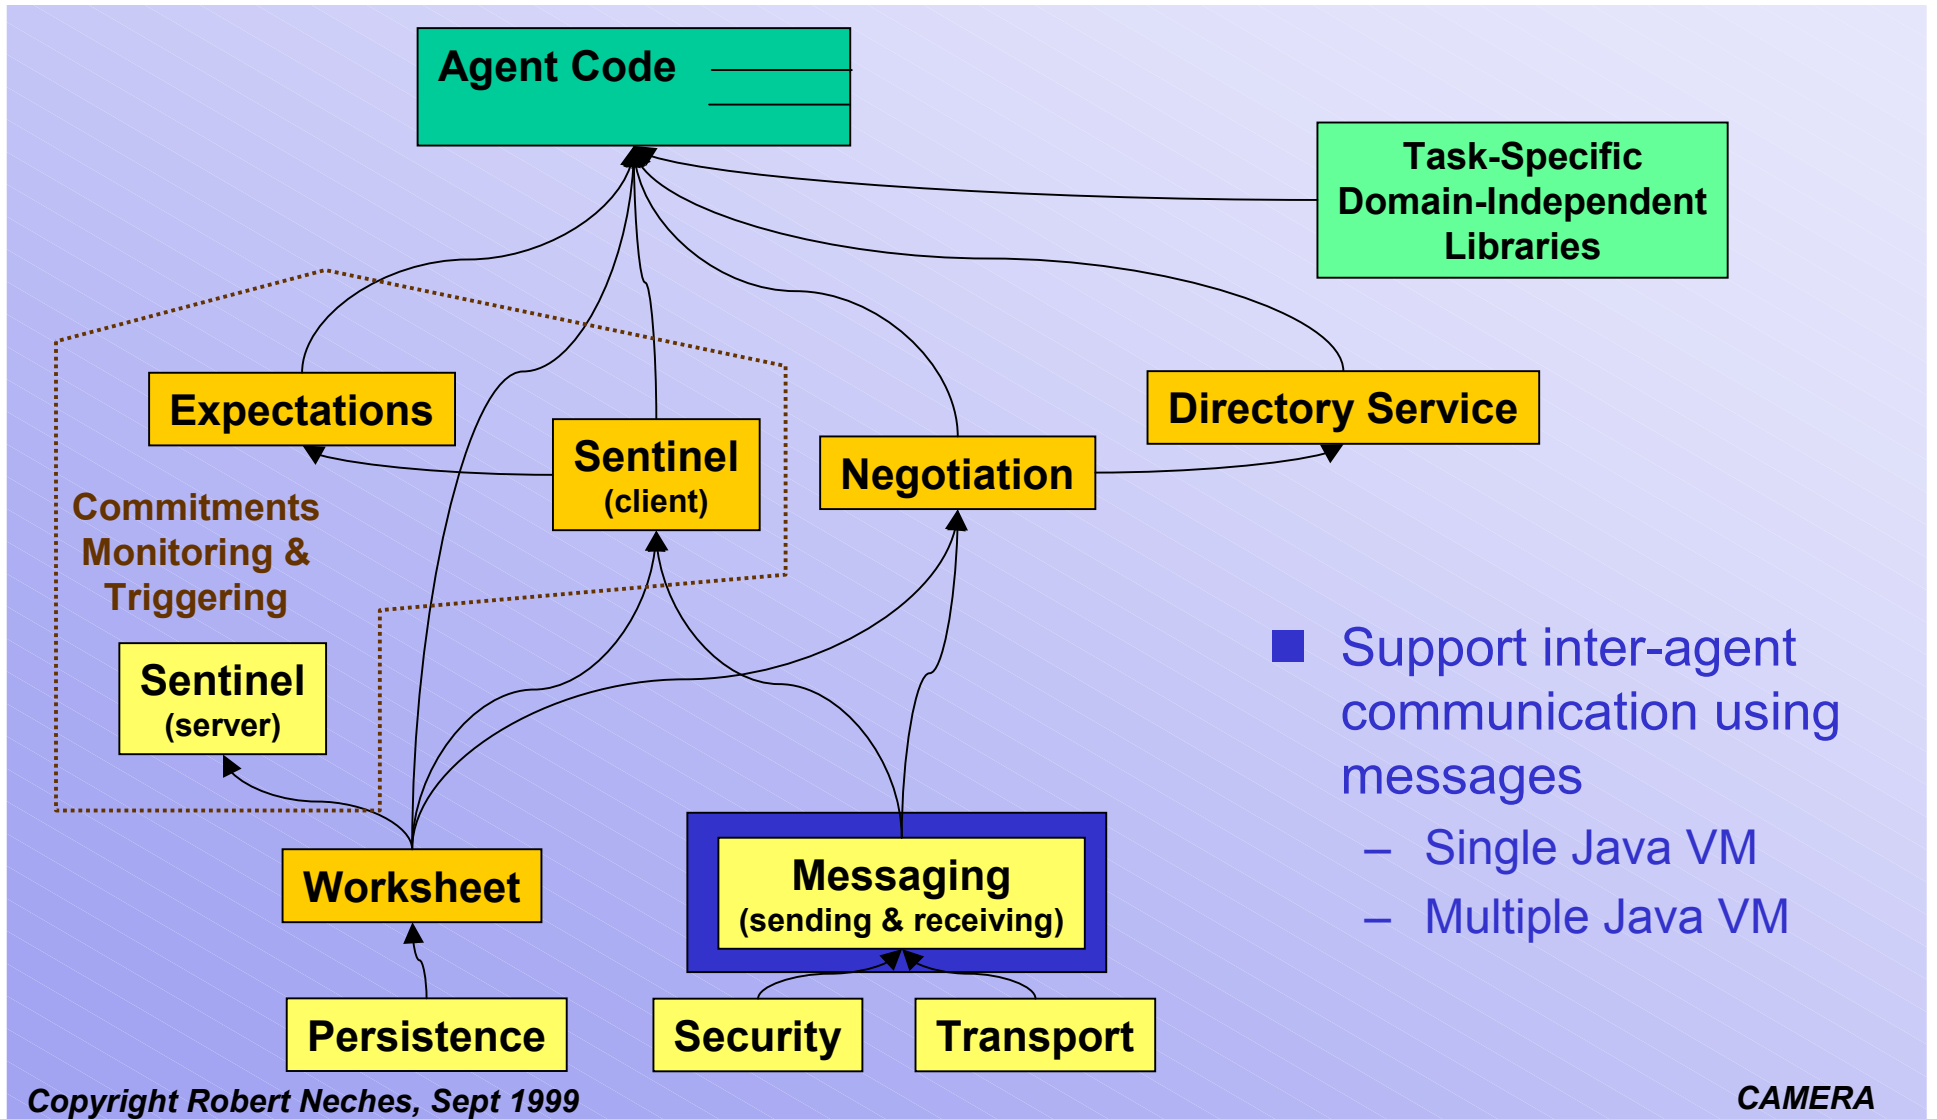 Agent Code
Task-Specific
Domain-Independent
Libraries
Expectations
Sentinel
(client)
Negotiation
Directory Service
Commitments
Monitoring &
Triggering
Sentinel
(server)
Worksheet
Messaging
(sending & receiving)
Persistence
Security
Transport
■ Support inter-agent
communication using
messages
– Single Java VM
– Multiple Java VM
Copyright Robert Neches, Sept 1999
CAMERA